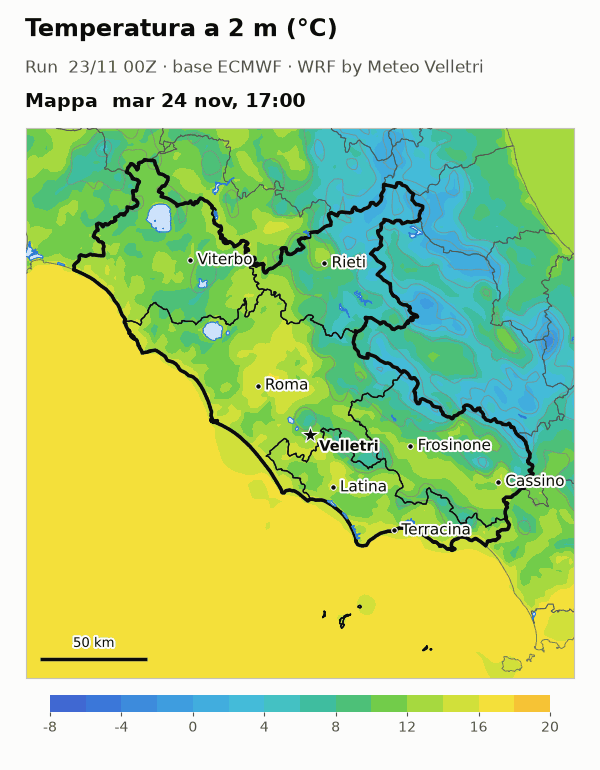 Temperatura a 2 m (°C)
Run  23/11 00Z · base ECMWF · WRF by Meteo Velletri
Mappa  mar 24 nov, 17:00
Viterbo
Rieti
Roma
Velletri
Frosinone
Latina
Cassino
Terracina
50 km
-8 -4 0 4 8 12 16 20